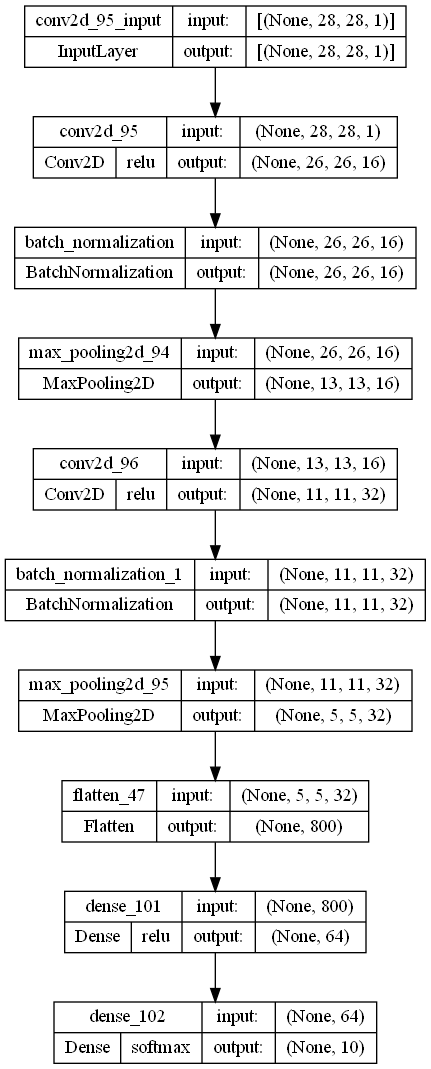 conv2d_95_input input: [(None, 28, 28, 1)]
InputLayer output: [(None, 28, 28, 1)]
conv2d_95 input: (None, 28, 28, 1)
Conv2D relu output: (None, 26, 26, 16)
batch_normalization input: (None, 26, 26, 16)
BatchNormalization output: (None, 26, 26, 16)
max_pooling2d_94 input: (None, 26, 26, 16)
MaxPooling2D output: (None, 13, 13, 16)
conv2d_96 input: (None, 13, 13, 16)
Conv2D relu output: (None, 11, 11, 32)
batch_normalization_1 input: (None, 11, 11, 32)
BatchNormalization output: (None, 11, 11, 32)
max_pooling2d_95 input: (None, 11, 11, 32)
MaxPooling2D output: (None, 5, 5, 32)
flatten_47 input: (None, 5, 5, 32)
Flatten output: (None, 800)
dense_101 input: (None, 800)
Dense relu output: (None, 64)
dense_102 input: (None, 64)
Dense softmax output: (None, 10)